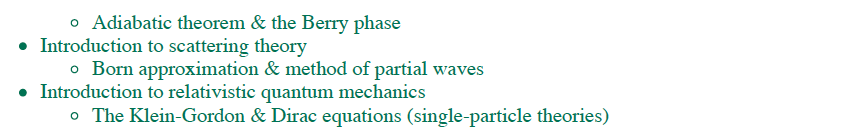 Adiabatic theorem & the Berry phase
Introduction to scattering theory
Born approximation & method of partial waves
Introduction to relativistic quantum mechanics
The Klein-Gordon & Dirac equations (single-particle theories)